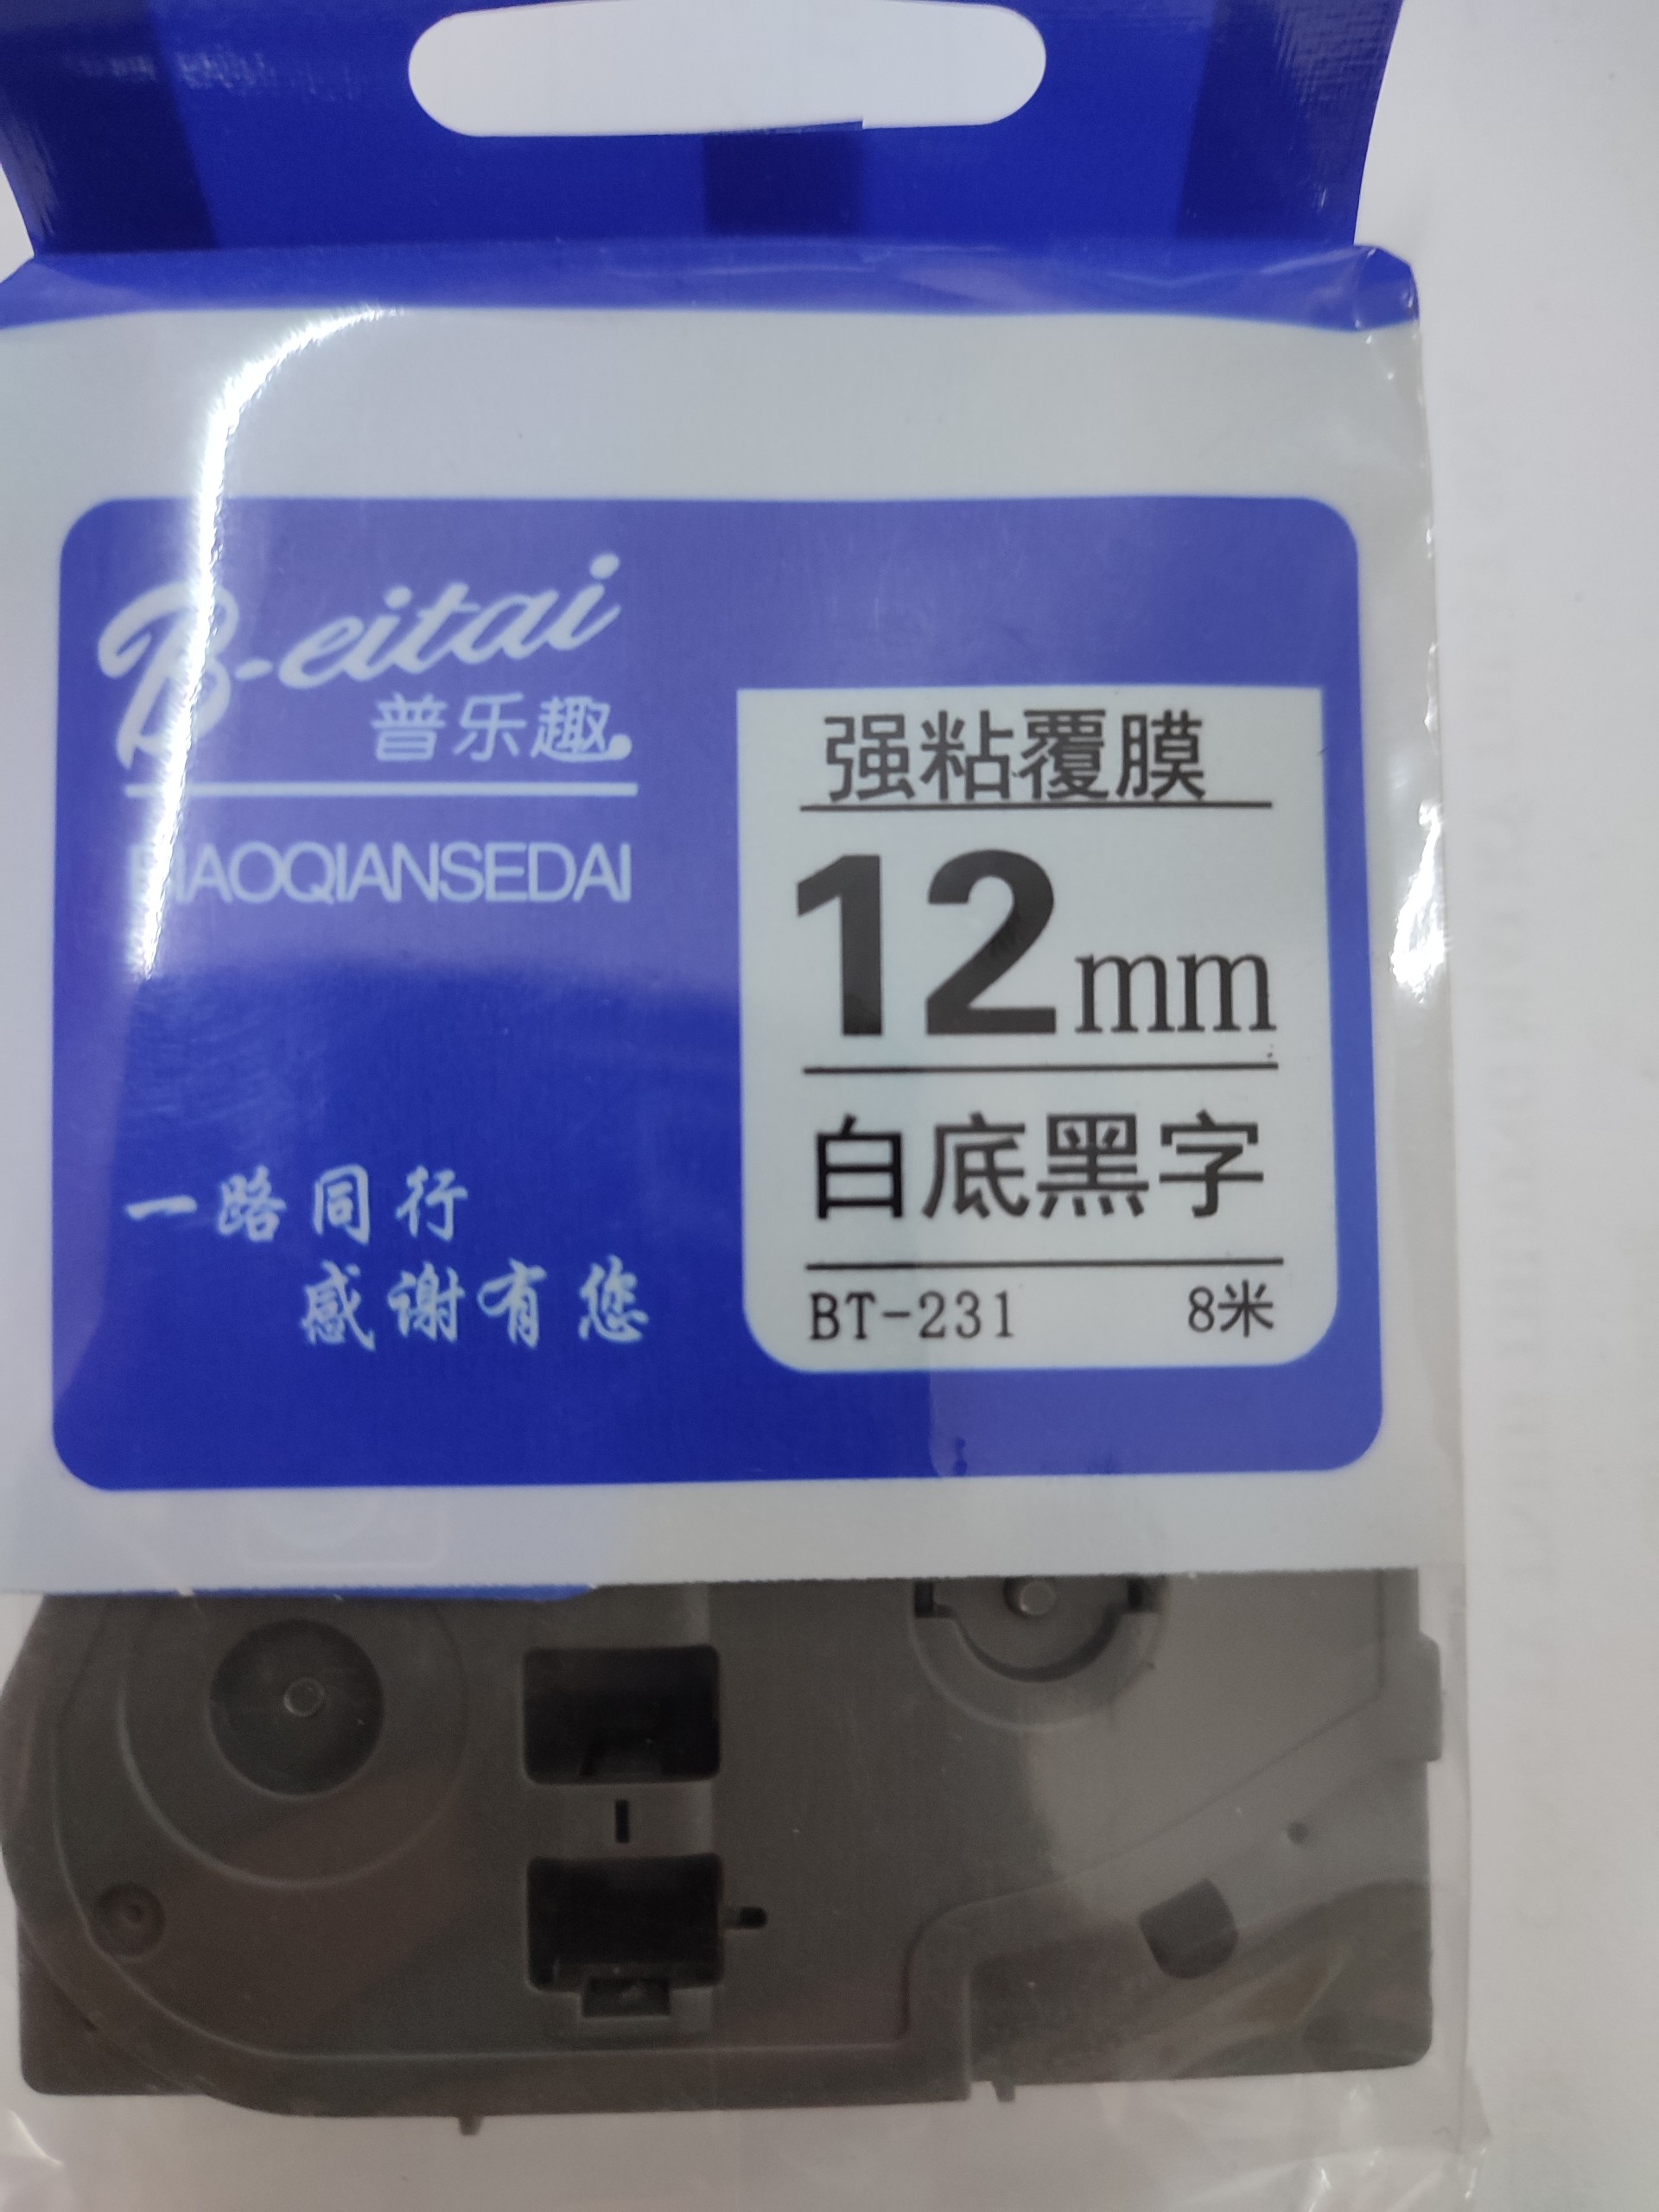 B-eitai
普乐趣
BIAOQIANSEDAI
强粘覆膜
12mm
白底黑字
BT-231 8米
一路同行
感谢有您